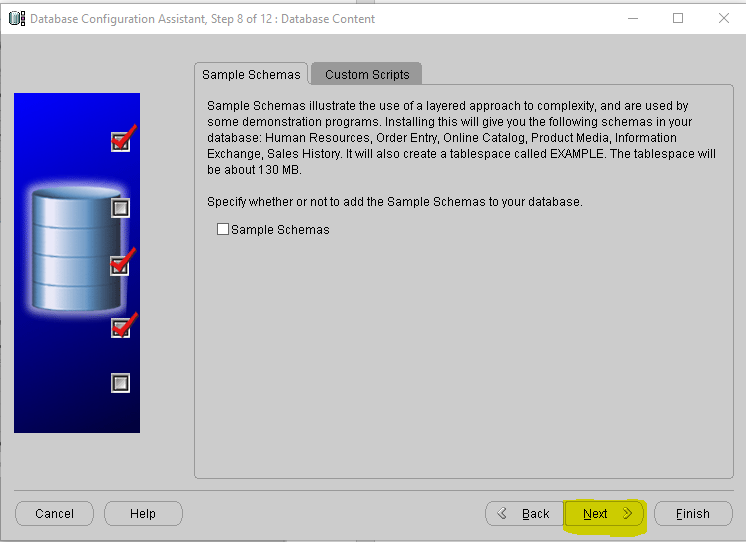 Database Configuration Assistant, Step 8 of 12 : Database Content
Sample Schemas
Custom Scripts
Sample Schemas illustrate the use of a layered approach to complexity, and are used by
some demonstration programs. Installing this will give you the following schemas in your
database: Human Resources, Order Entry, Online Catalog, Product Media, Information
Exchange, Sales History. It will also create a tablespace called EXAMPLE. The tablespace will
be about 130 MB.
Specify whether or not to add the Sample Schemas to your database.
Sample Schemas
Cancel
Help
Back
Next
Finish